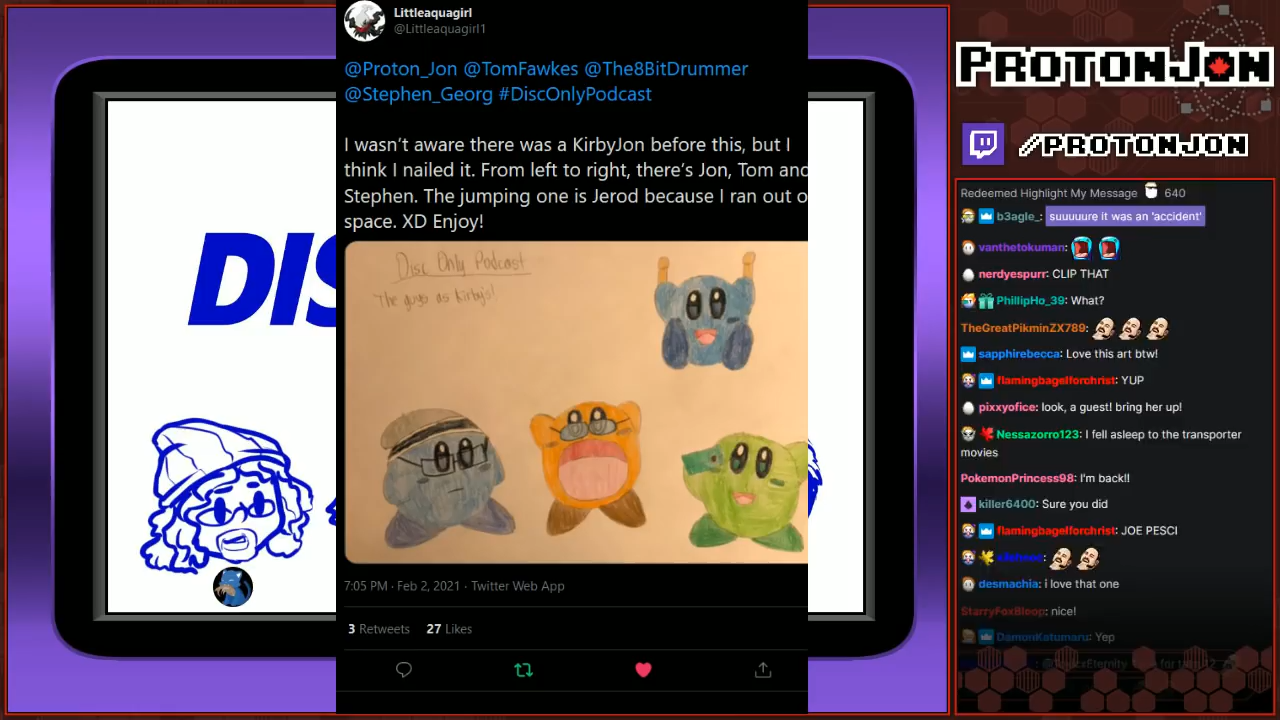 Littleaquagirl
@Littleaquagirl1
@Proton_Jon @TomFawkes @The8BitDrummer
@Stephen_Georg #DiscOnlyPodcast
I wasn't aware there was a KirbyJon before this, but I
think I nailed it. From left to right, there's Jon, Tom and
Stephen. The jumping one is Jerod because I ran out o
space. XD Enjoy!
Disc Only Podcast
The guys as Kirbys!
7:05 PM · Feb 2, 2021 · Twitter Web App
3 Retweets 27 Likes
DIS
PROTONJON
/PROTONJON
Redeemed Highlight My Message 640
b3agle_: suuuuure it was an 'accident'
vanthetokuman:
nerdyespurr: CLIP THAT
PhillipHo_39: What?
TheGreatPikminZX789:
sapphirebecca: Love this art btw!
flamingbagelforchrist: YUP
pixxyofice: look, a guest! bring her up!
Nessazorro123: I fell asleep to the transporter
movies
PokemonPrincess98: I'm back!!
killer6400: Sure you did
flamingbagelforchrist: JOE PESCI
desmachia: i love that one
StarryFoxBloop: nice!
DamonKatumaru: Yep